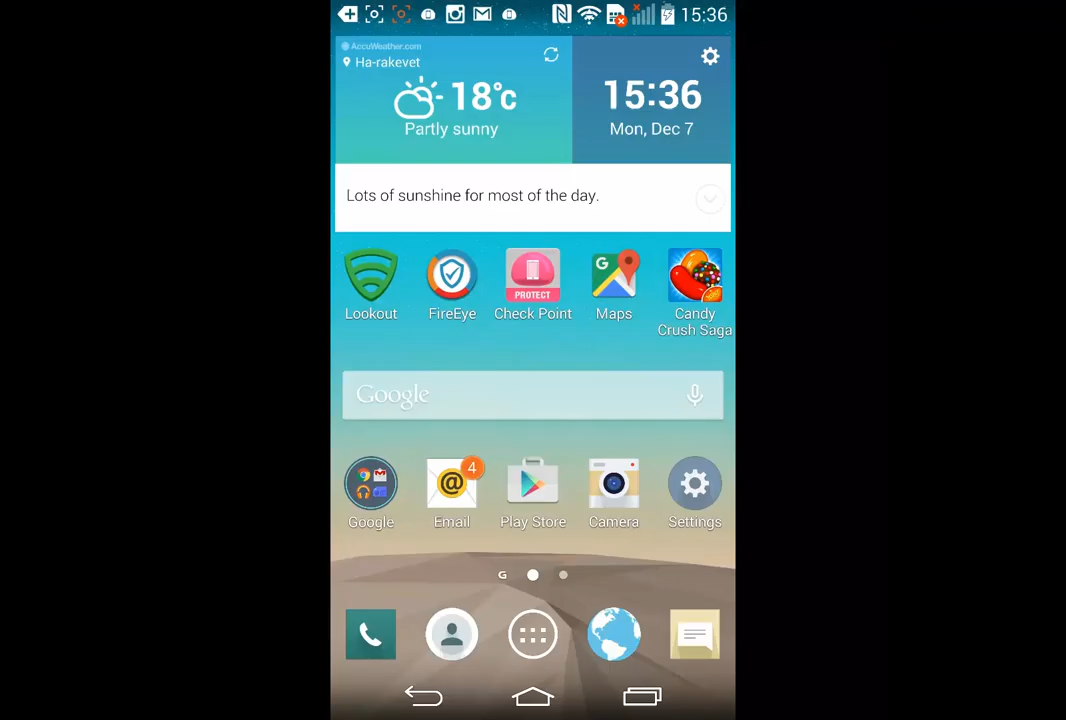 15:36
AccuWeather.com
Ha-rakevet
18°c
Partly sunny
15:36
Mon, Dec 7
Lots of sunshine for most of the day.
G
PROTECT
Lookout
FireEye
Check Point
Maps
Candy
Crush Saga
Google
4
@
Google
Email
Play Store
Camera
Settings
G